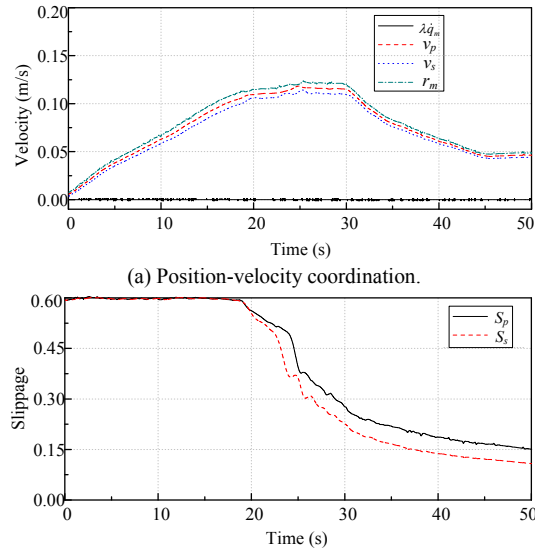 0.20
0.15
0.10
0.05
0.00
Velocity (m/s)
λq̇ₘ
vₚ
vₛ
rₘ
0 10 20 30 40 50
Time (s)
(a) Position-velocity coordination.
0.60
0.45
0.30
0.15
0.00
Slippage
Sₚ
Sₛ
0 10 20 30 40 50
Time (s)